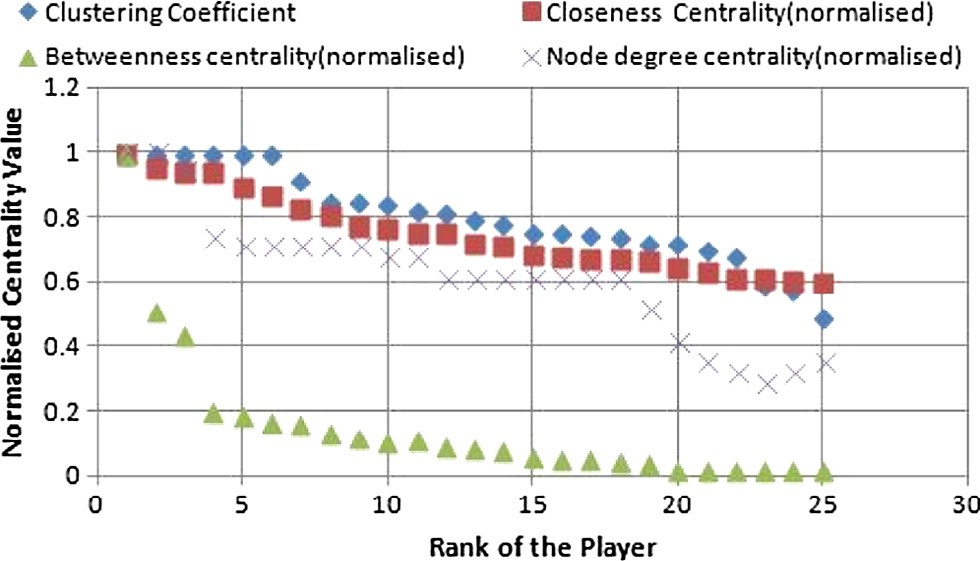 Clustering Coefficient
Closeness Centrality(normalised)
Betweenness centrality(normalised)
Node degree centrality(normalised)
Normalised Centrality Value
1.2
1
0.8
0.6
0.4
0.2
0
0 5 10 15 20 25 30
Rank of the Player